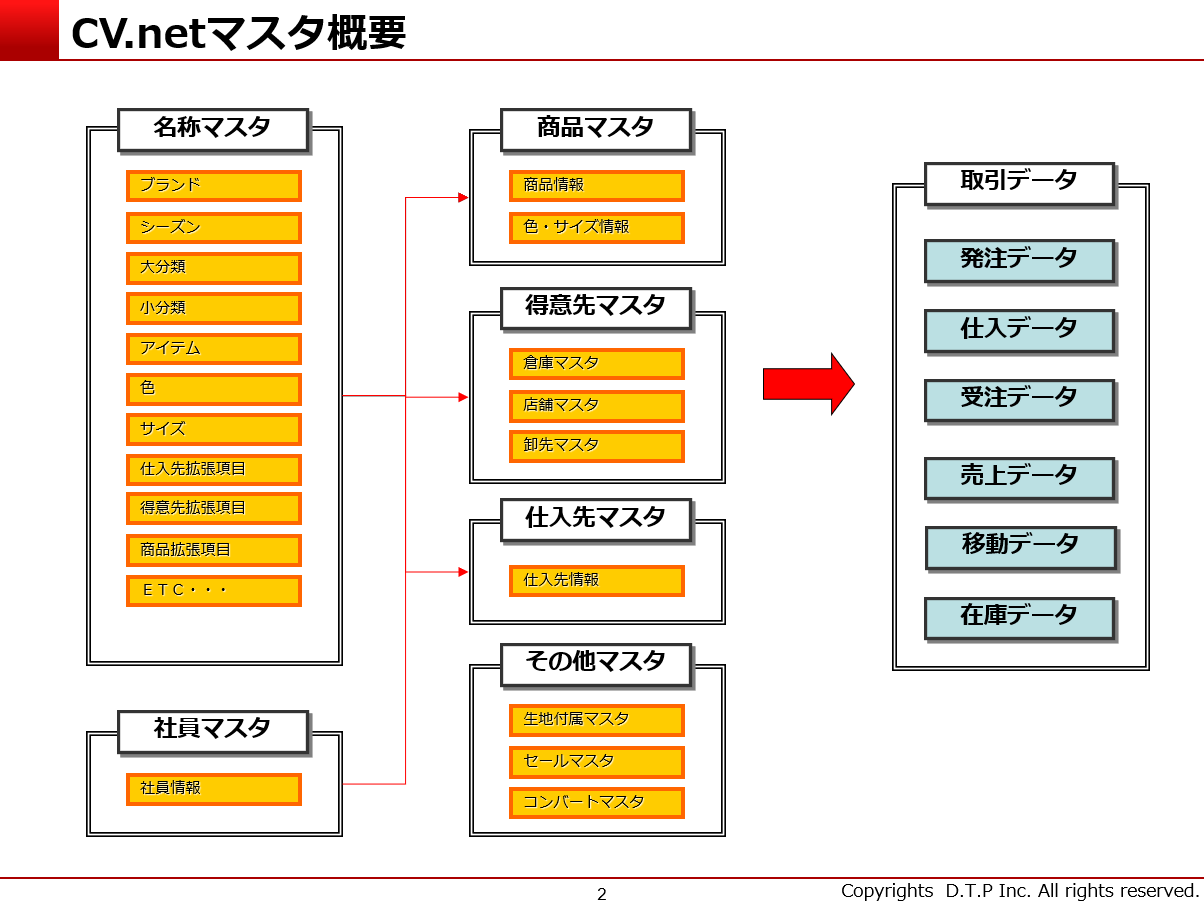 CV.netマスタ概要
名称マスタ
ブランド
シーズン
大分類
小分類
アイテム
色
サイズ
仕入先拡張項目
得意先拡張項目
商品拡張項目
ＥＴＣ・・・
社員マスタ
社員情報
商品マスタ
商品情報
色・サイズ情報
得意先マスタ
倉庫マスタ
店舗マスタ
卸先マスタ
仕入先マスタ
仕入先情報
その他マスタ
生地付属マスタ
セールマスタ
コンバートマスタ
取引データ
発注データ
仕入データ
受注データ
売上データ
移動データ
在庫データ
2
Copyrights D.T.P Inc. All rights reserved.